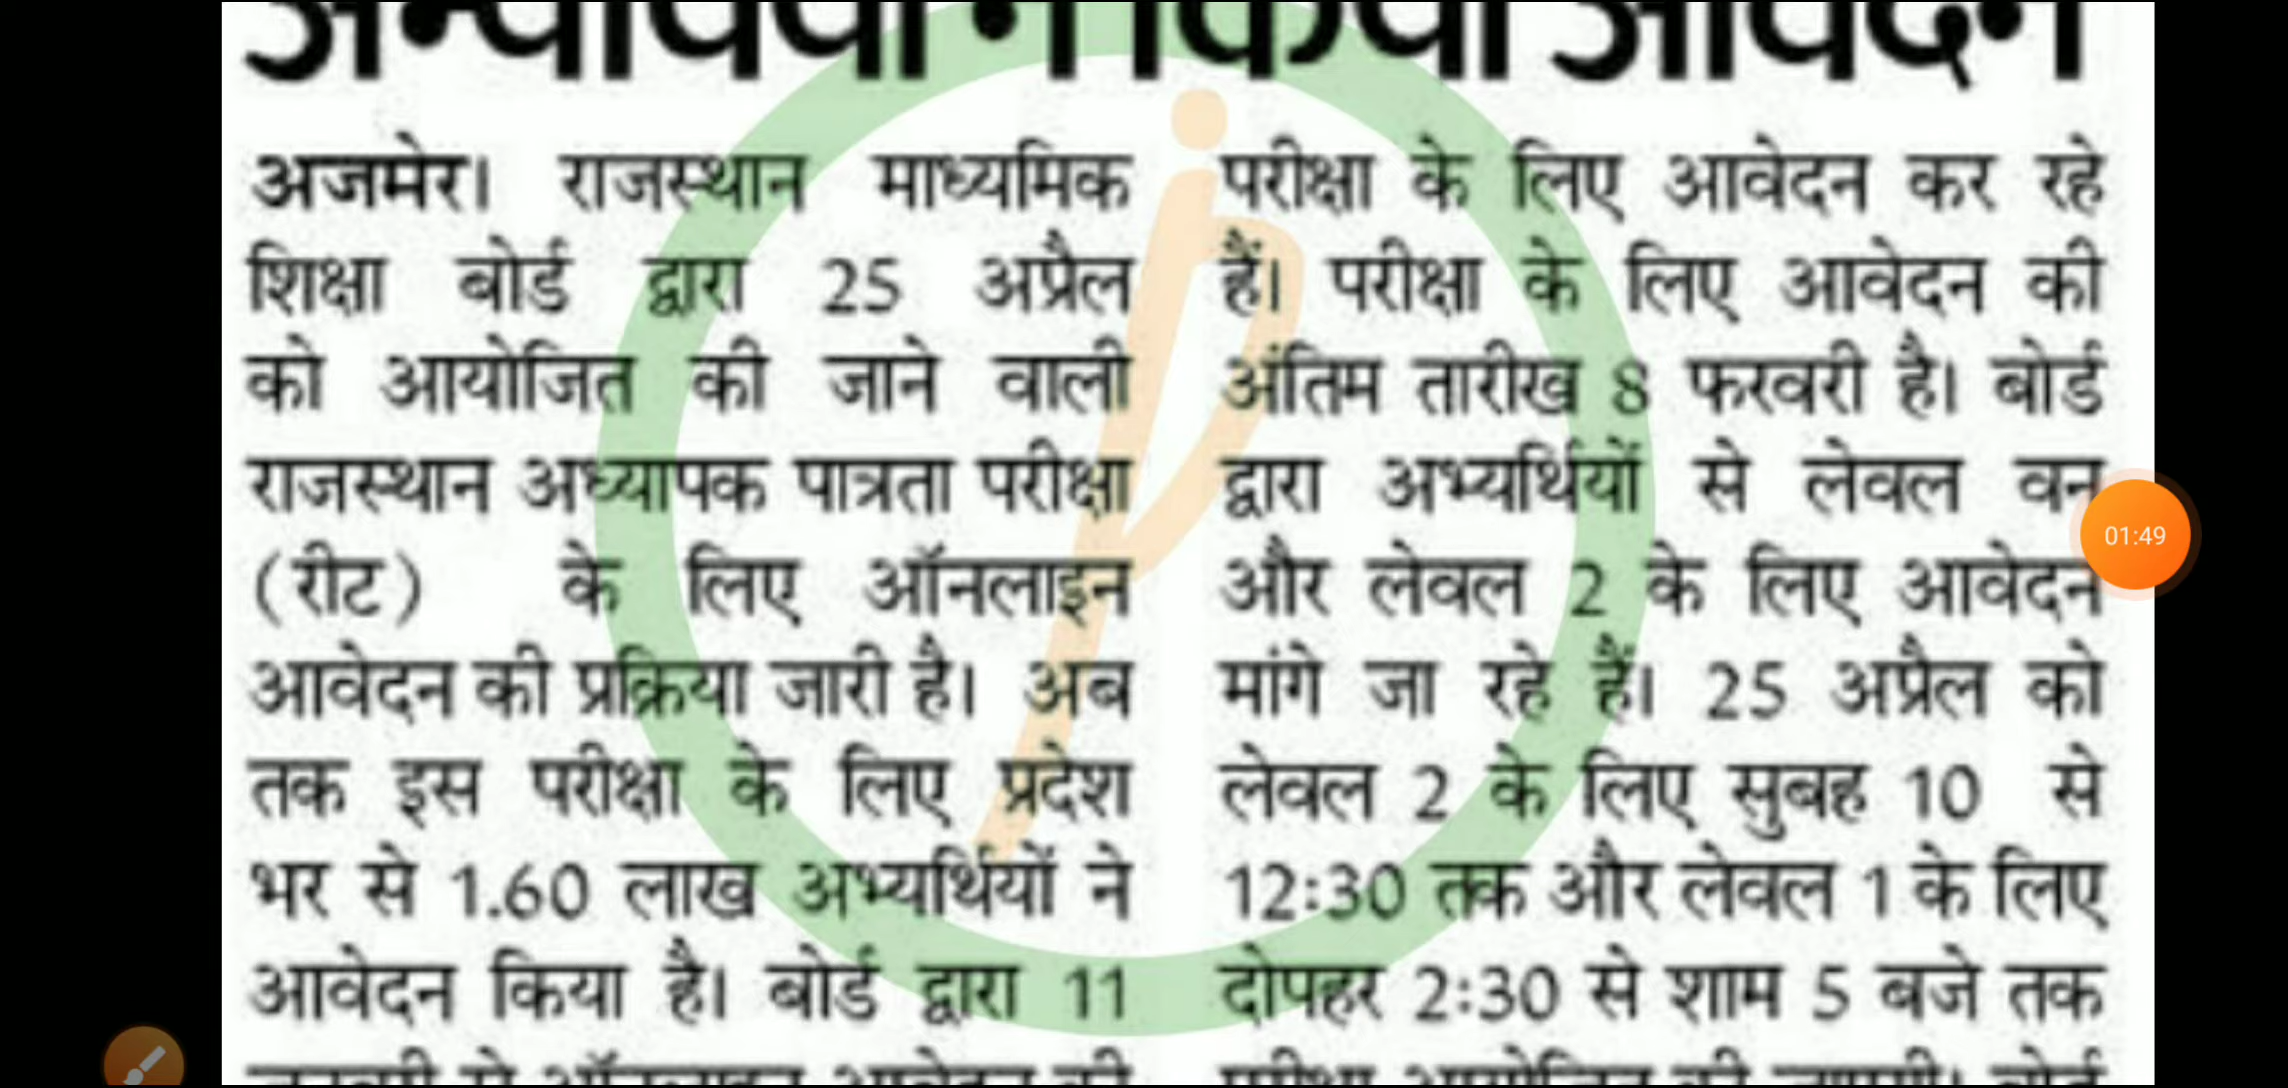 अजमेर। राजस्थान माध्यमिक
शिक्षा बोर्ड द्वारा 25 अप्रैल
को आयोजित की जाने वाली
राजस्थान अध्यापक पात्रता परीक्षा
(रीट) के लिए ऑनलाइन
आवेदन की प्रक्रिया जारी है। अब
तक इस परीक्षा के लिए प्रदेश
भर से 1.60 लाख अभ्यर्थियों ने
आवेदन किया है। बोर्ड द्वारा 11
परीक्षा के लिए आवेदन कर रहे
हैं। परीक्षा के लिए आवेदन की
अंतिम तारीख 8 फरवरी है। बोर्ड
द्वारा अभ्यर्थियों से लेवल वन
और लेवल 2 के लिए आवेदन
मांगे जा रहे हैं। 25 अप्रैल को
लेवल 2 के लिए सुबह 10 से
12:30 तक और लेवल 1 के लिए
दोपहर 2:30 से शाम 5 बजे तक
01:49